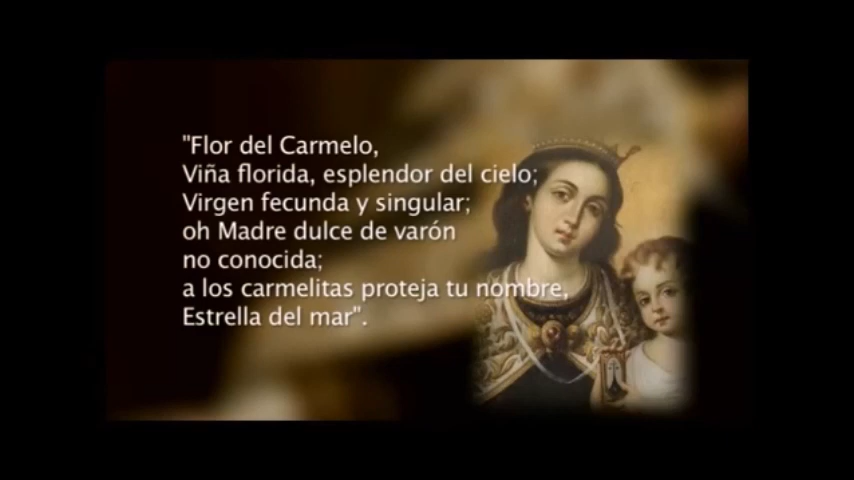 "Flor del Carmelo,
Viña florida, esplendor del cielo;
Virgen fecunda y singular;
oh Madre dulce de varón
no conocida;
a los carmelitas proteja tu nombre,
Estrella del mar".